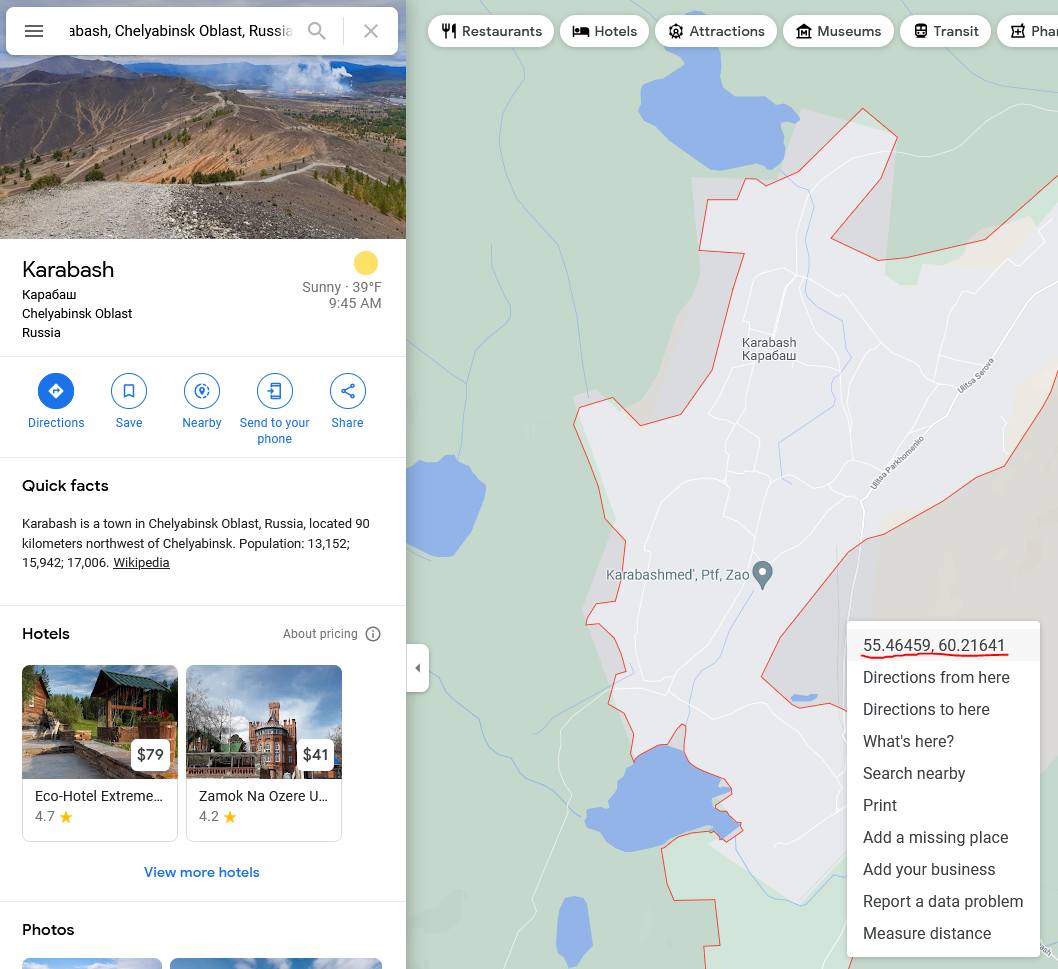 abash, Chelyabinsk Oblast, Russia
Restaurants
Hotels
Attractions
Museums
Transit
Phar
Karabash
Карабаш
Chelyabinsk Oblast
Russia
Sunny · 39°F
9:45 AM
Directions
Save
Nearby
Send to your
phone
Share
Quick facts
Karabash is a town in Chelyabinsk Oblast, Russia, located 90
kilometers northwest of Chelyabinsk. Population: 13,152;
15,942; 17,006. Wikipedia
Hotels
About pricing
$79
$41
Eco-Hotel Extreme…
4.7
Zamok Na Ozere U…
4.2
View more hotels
Photos
Karabash
Карабаш
Ulitsa Serova
Ulitsa Parkhomenko
Karabashmed', Ptf, Zao
55.46459, 60.21641
Directions from here
Directions to here
What's here?
Search nearby
Print
Add a missing place
Add your business
Report a data problem
Measure distance